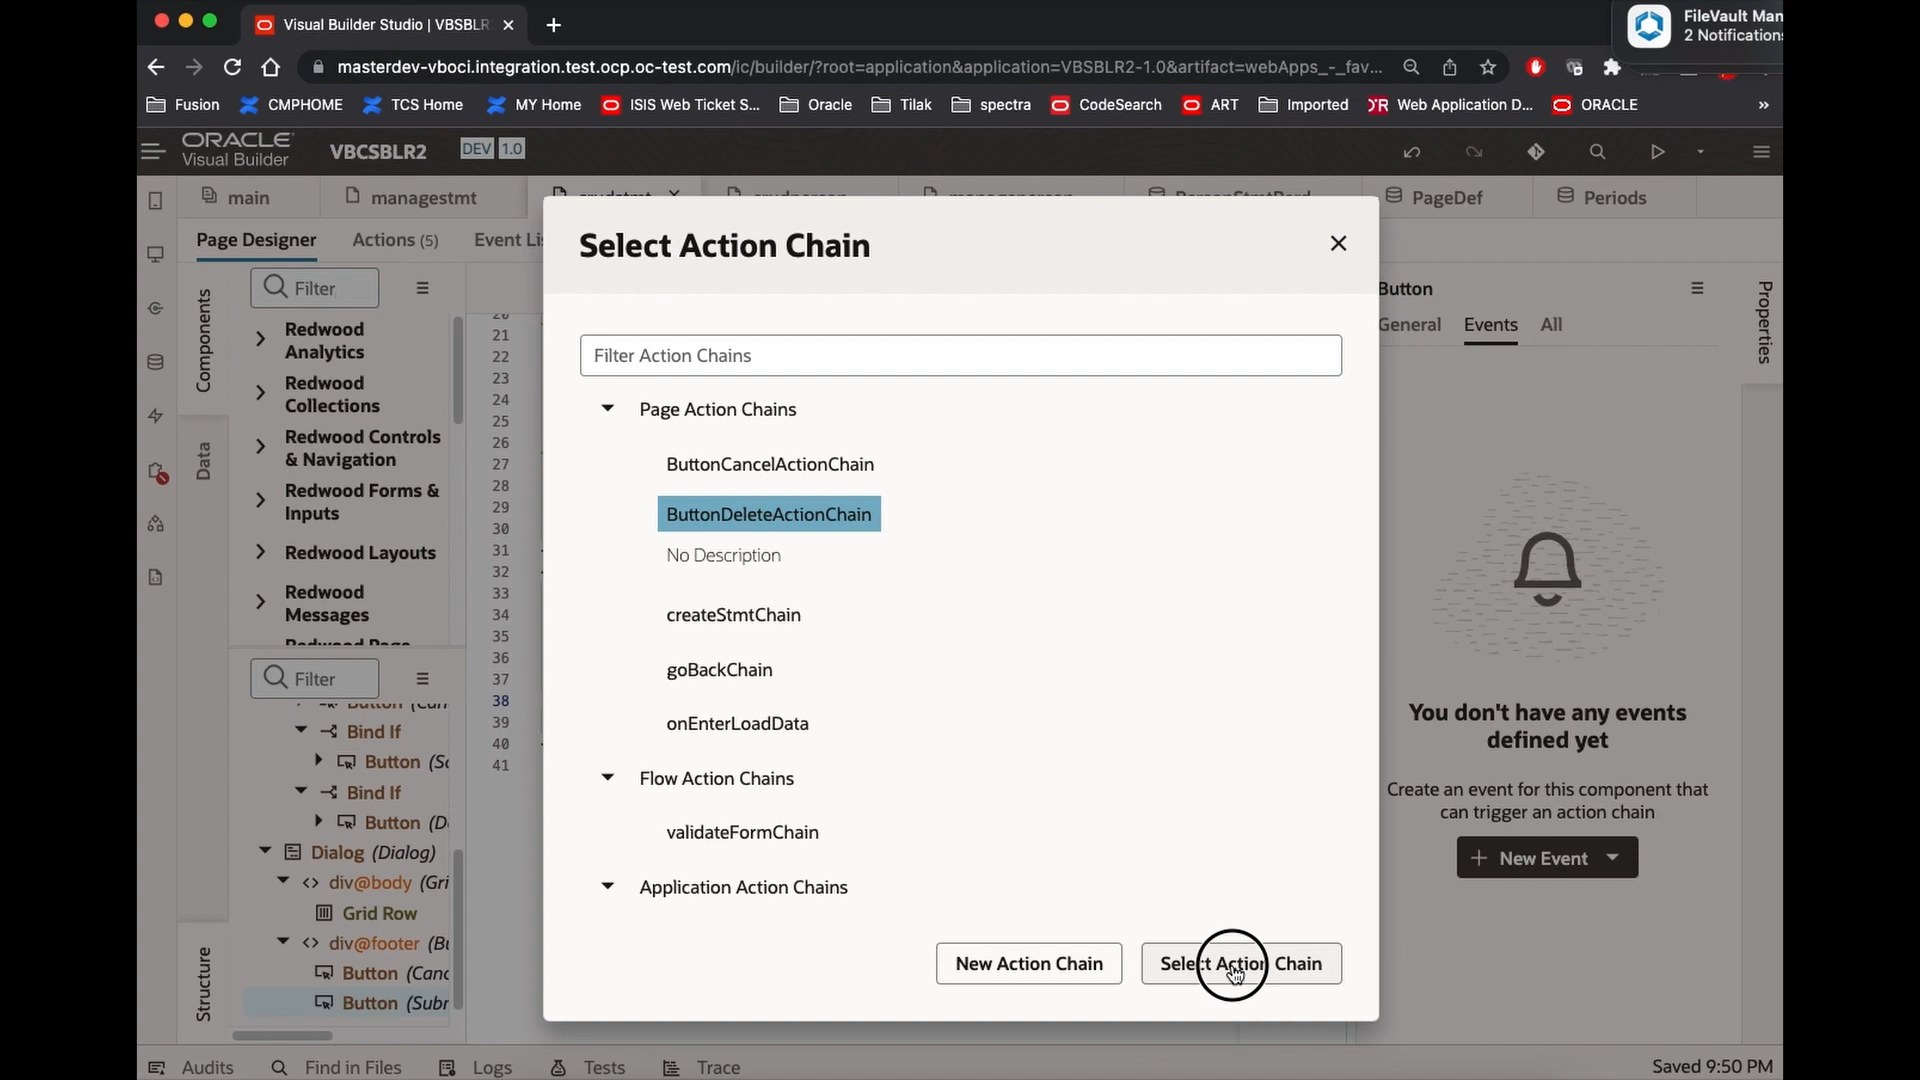 Visual Builder Studio | VBSBLR
FileVault Man
2 Notifications
masterdev-vboci.integration.test.ocp.oc-test.com/ic/builder/?root=application&application=VBSBLR2-1.0&artifact=webApps_-_fav...
Fusion
CMPHOME
TCS Home
MY Home
ISIS Web Ticket S...
Oracle
Tilak
spectra
CodeSearch
ART
Imported
Web Application D...
ORACLE
»
ORACLE
Visual Builder
VBCSBLR2
DEV 1.0
main
managestmt
PageDef
Periods
Page Designer
Actions (5)
Event Li
Components
Data
Structure
Filter
Redwood
Analytics
Redwood
Collections
Redwood Controls
& Navigation
Redwood Forms &
Inputs
Redwood Layouts
Redwood
Messages
Filter
Bind If
Button (Sc
Bind If
Button (D
Dialog (Dialog)
div@body (Gri
Grid Row
div@footer (Bu
Button (Canc
Button (Subr
21
22
23
24
25
26
27
28
29
30
31
32
33
34
35
36
37
38
39
40
41
Select Action Chain
Filter Action Chains
Page Action Chains
ButtonCancelActionChain
ButtonDeleteActionChain
No Description
createStmtChain
goBackChain
onEnterLoadData
Flow Action Chains
validateFormChain
Application Action Chains
New Action Chain
Select Action Chain
Button
General
Events
All
Properties
You don't have any events
defined yet
Create an event for this component that
can trigger an action chain
+ New Event
Audits
Find in Files
Logs
Tests
Trace
Saved 9:50 PM